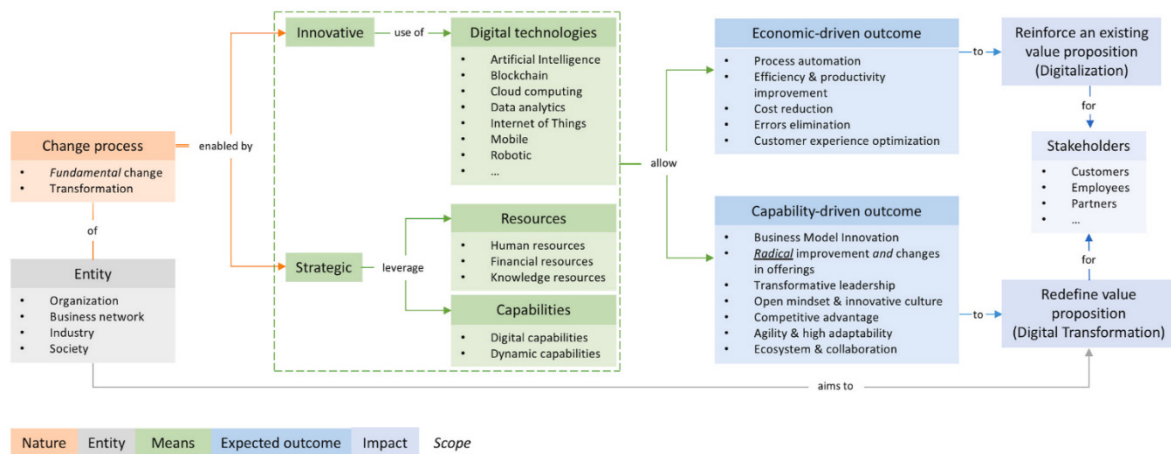 Innovative
use of
Digital technologies
• Artificial Intelligence
• Blockchain
• Cloud computing
• Data analytics
• Internet of Things
• Mobile
• Robotic
• ...
Economic-driven outcome
• Process automation
• Efficiency & productivity
improvement
• Cost reduction
• Errors elimination
• Customer experience optimization
to
Reinforce an existing
value proposition
(Digitalization)
for
Change process
• Fundamental change
• Transformation
enabled by
allow
Stakeholders
• Customers
• Employees
• Partners
• ...
of
Entity
• Organization
• Business network
• Industry
• Society
Strategic
leverage
Resources
• Human resources
• Financial resources
• Knowledge resources
Capabilities
• Digital capabilities
• Dynamic capabilities
Capability-driven outcome
• Business Model Innovation
• Radical improvement and changes
in offerings
• Transformative leadership
• Open mindset & innovative culture
• Competitive advantage
• Agility & high adaptability
• Ecosystem & collaboration
to
for
Redefine value
proposition
(Digital Transformation)
aims to
Nature Entity Means Expected outcome Impact Scope